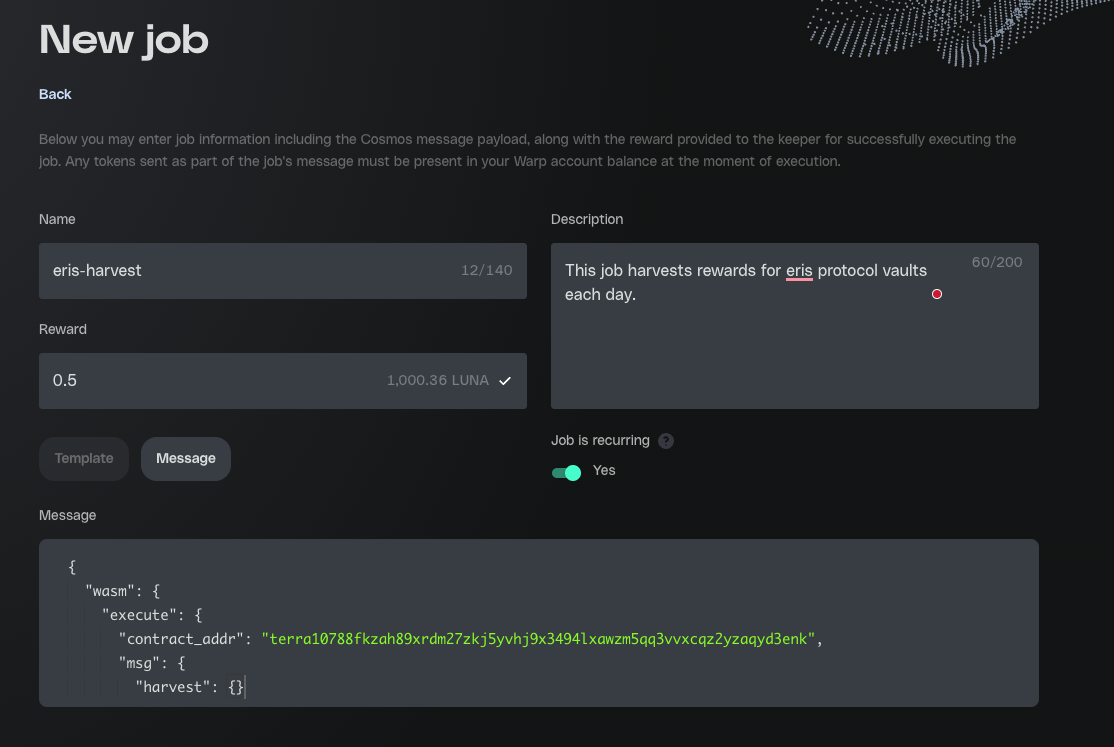 New job
Back
Below you may enter job information including the Cosmos message payload, along with the reward provided to the keeper for successfully executing the
job. Any tokens sent as part of the job's message must be present in your Warp account balance at the moment of execution.
Name
eris-harvest
12/140
Description
This job harvests rewards for eris protocol vaults
each day.
60/200
Reward
0.5
1,000.36 LUNA
Template
Message
Job is recurring ?
Yes
Message
{
"wasm": {
"execute": {
"contract_addr": "terra10788fkzah89xrdm27zkj5yvhj9x3494lxawzm5qq3vvxcqz2yzaqyd3enk",
"msg": {
"harvest": {}